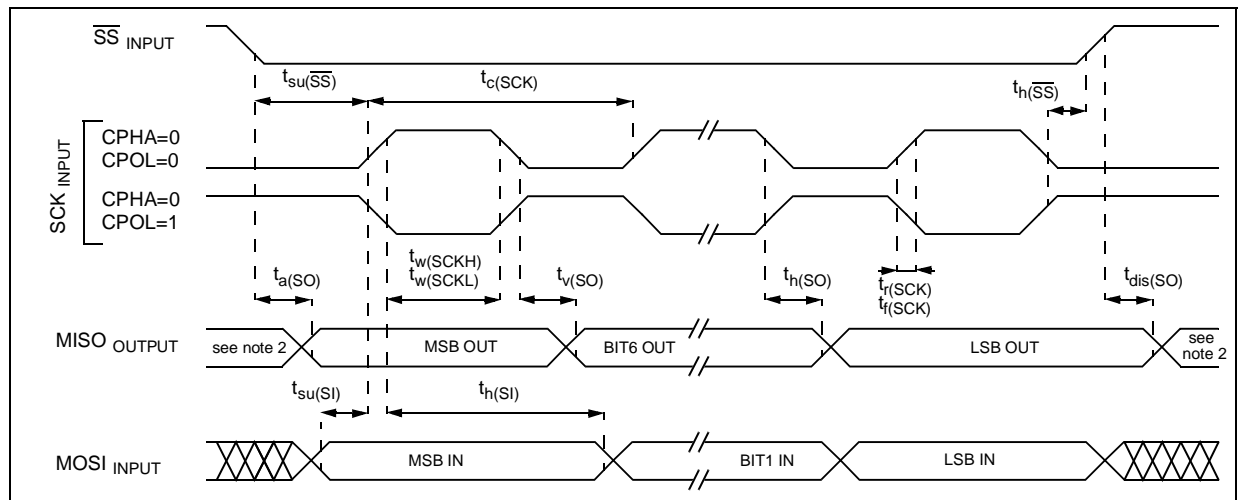 SS INPUT
tsu(SS)
tc(SCK)
th(SS)
SCK INPUT
CPHA=0
CPOL=0
CPHA=0
CPOL=1
ta(SO)
tw(SCKH)
tw(SCKL)
tv(SO)
th(SO)
tr(SCK)
tf(SCK)
tdis(SO)
MISO OUTPUT
see note 2
MSB OUT
BIT6 OUT
LSB OUT
see
note 2
tsu(SI)
th(SI)
MOSI INPUT
MSB IN
BIT1 IN
LSB IN